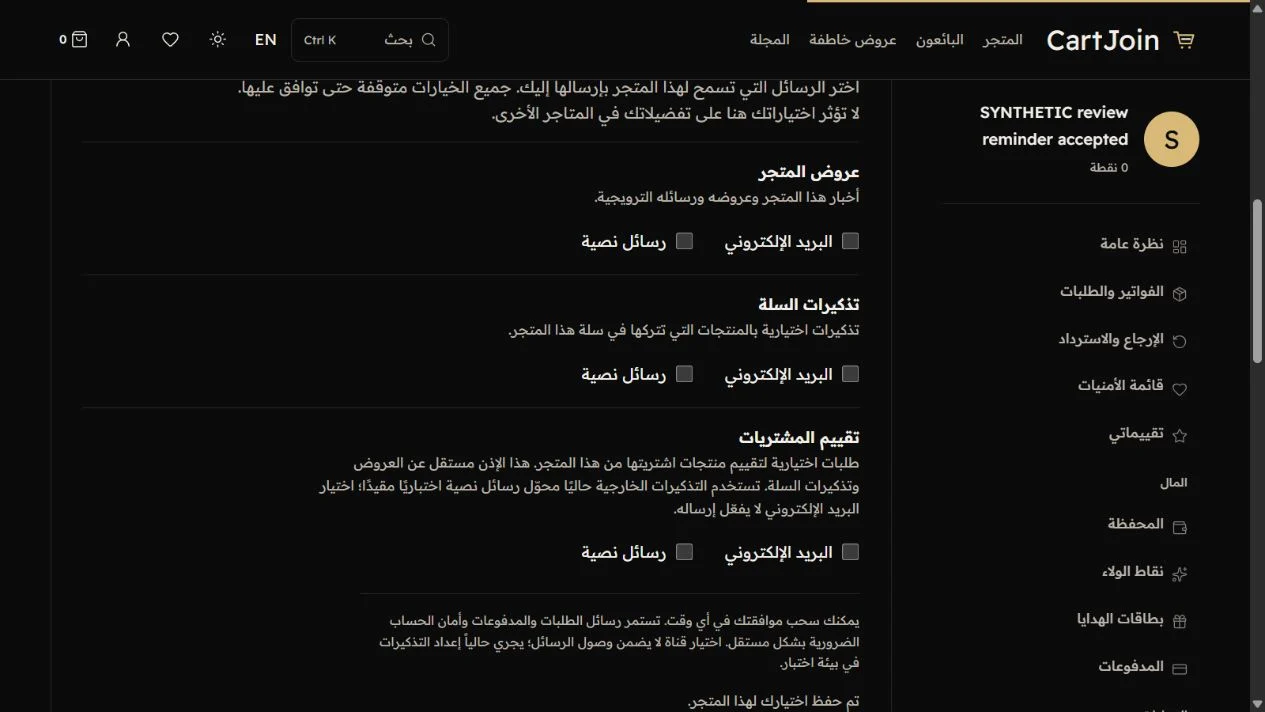 CartJoin
المتجر
البائعون
عروض خاطفة
المجلة
بحث
Ctrl K
EN
0
SYNTHETIC review
reminder accepted
0 نقطة
S
نظرة عامة
الفواتير والطلبات
الإرجاع والاسترداد
قائمة الأمنيات
تقييماتي
المال
المحفظة
نقاط الولاء
بطاقات الهدايا
المدفوعات
اختر الرسائل التي تسمح لهذا المتجر بإرسالها إليك. جميع الخيارات متوقفة حتى توافق عليها.
لا تؤثر اختياراتك هنا على تفضيلاتك في المتاجر الأخرى.
عروض المتجر
أخبار هذا المتجر وعروضه ورسائله الترويجية.
البريد الإلكتروني
رسائل نصية
تذكيرات السلة
تذكيرات اختيارية بالمنتجات التي تتركها في سلة هذا المتجر.
البريد الإلكتروني
رسائل نصية
تقييم المشتريات
طلبات اختيارية لتقييم منتجات اشتريتها من هذا المتجر. هذا الإذن مستقل عن العروض
وتذكيرات السلة. تستخدم التذكيرات الخارجية حاليًا محوّل رسائل نصية اختباريًا مقيدًا؛ اختيار
البريد الإلكتروني لا يفعّل إرساله.
البريد الإلكتروني
رسائل نصية
يمكنك سحب موافقتك في أي وقت. تستمر رسائل الطلبات والمدفوعات وأمان الحساب
الضرورية بشكل مستقل. اختيار قناة لا يضمن وصول الرسائل؛ يجري حالياً إعداد التذكيرات
في بيئة اختبار.
تم حفظ اختيارك لهذا المتجر.